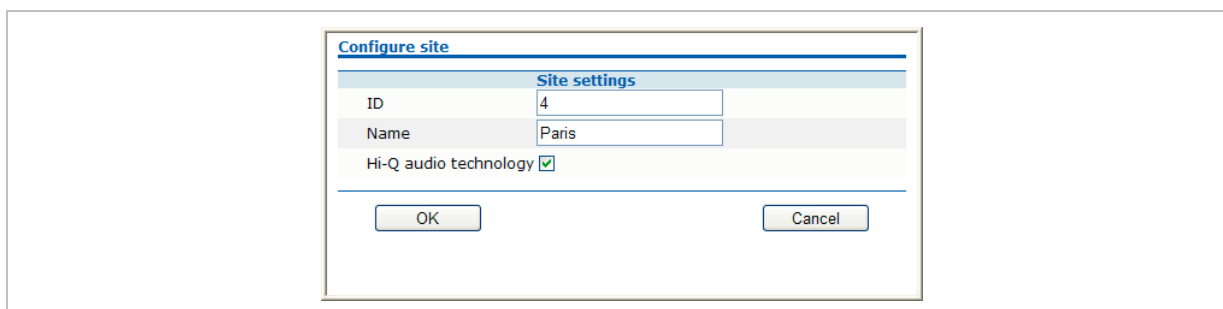 Configure site
Site settings
ID 4
Name Paris
Hi-Q audio technology
OK Cancel